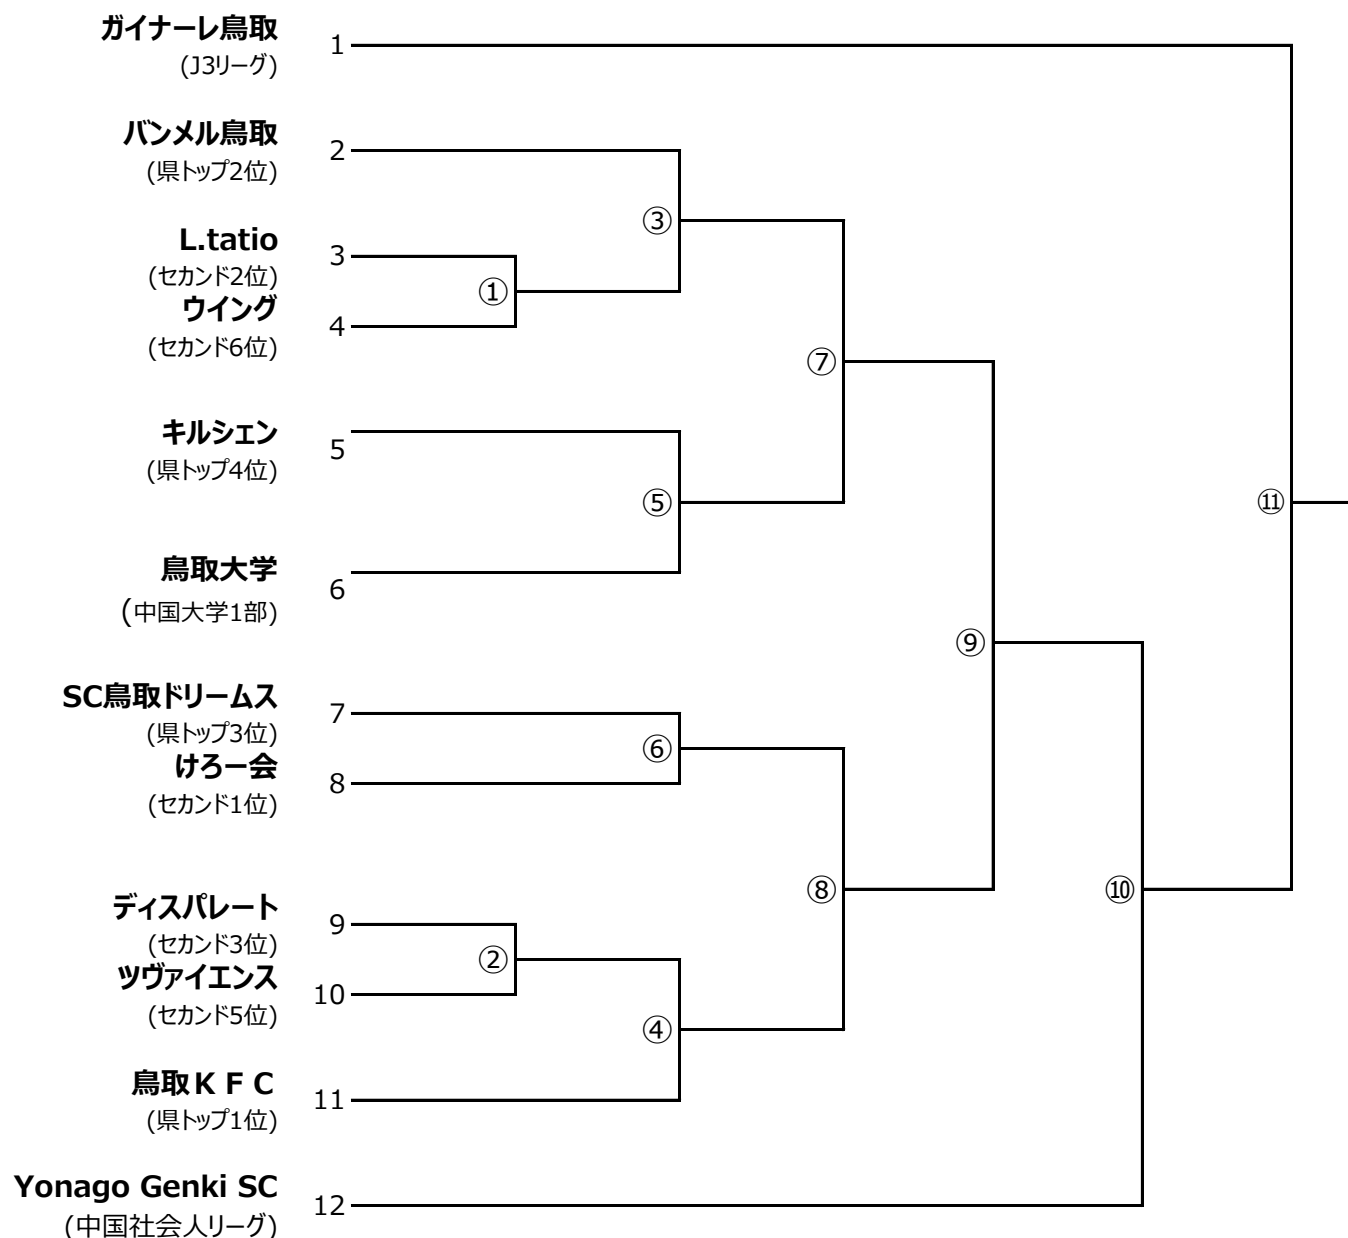 ガイナーレ鳥取
1
(J3リーグ)
バンメル鳥取
2
(県トップ2位)
③
L.tatio
3
(セカンド2位)
①
ウイング
4
(セカンド6位)
⑦
キルシェン
5
(県トップ4位)
⑤
⑪
鳥取大学
6
(中国大学1部)
⑨
SC鳥取ドリームス
7
(県トップ3位)
⑥
けろー会
8
(セカンド1位)
⑧
⑩
ディスパレート
9
(セカンド3位)
②
ツヴァイエンス
10
(セカンド5位)
④
鳥取ＫＦＣ
11
(県トップ1位)
Yonago Genki SC
12
(中国社会人リーグ)